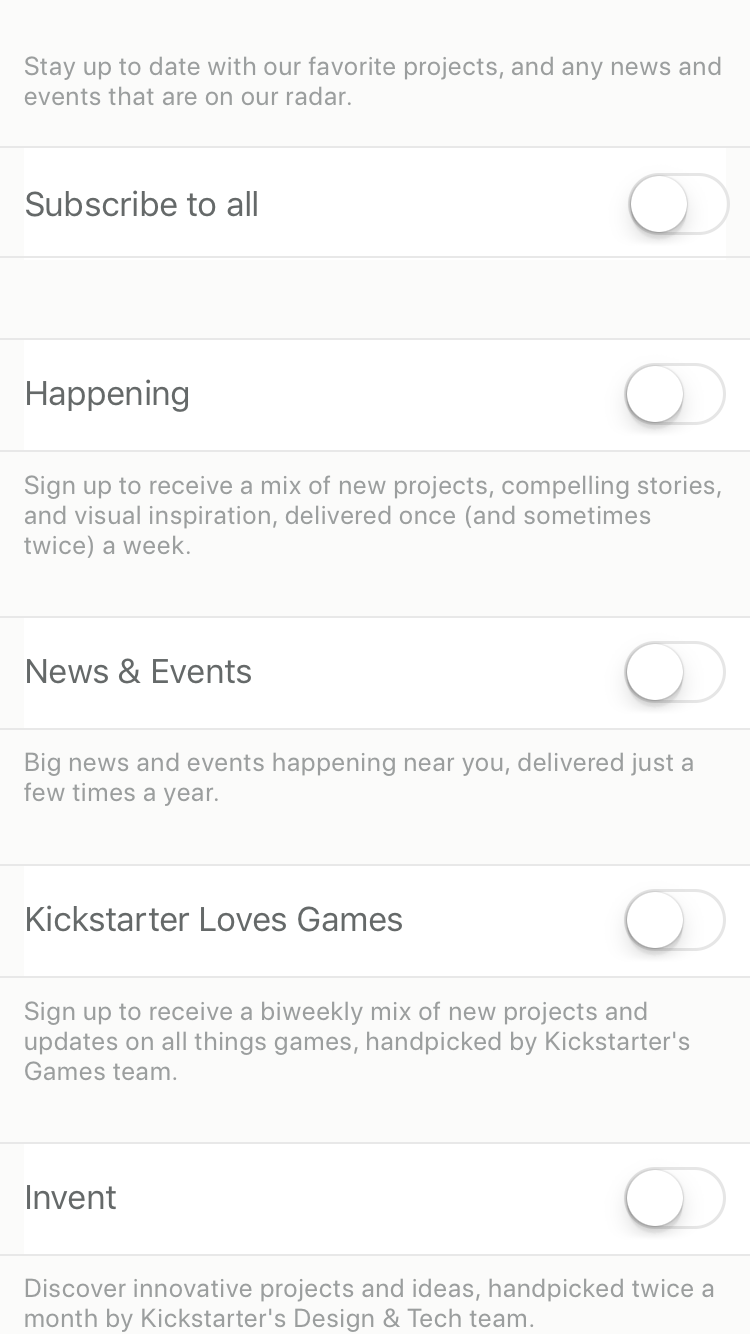 Stay up to date with our favorite projects, and any news and
events that are on our radar.
Subscribe to all
Happening
Sign up to receive a mix of new projects, compelling stories,
and visual inspiration, delivered once (and sometimes
twice) a week.
News & Events
Big news and events happening near you, delivered just a
few times a year.
Kickstarter Loves Games
Sign up to receive a biweekly mix of new projects and
updates on all things games, handpicked by Kickstarter's
Games team.
Invent
Discover innovative projects and ideas, handpicked twice a
month by Kickstarter's Design & Tech team.